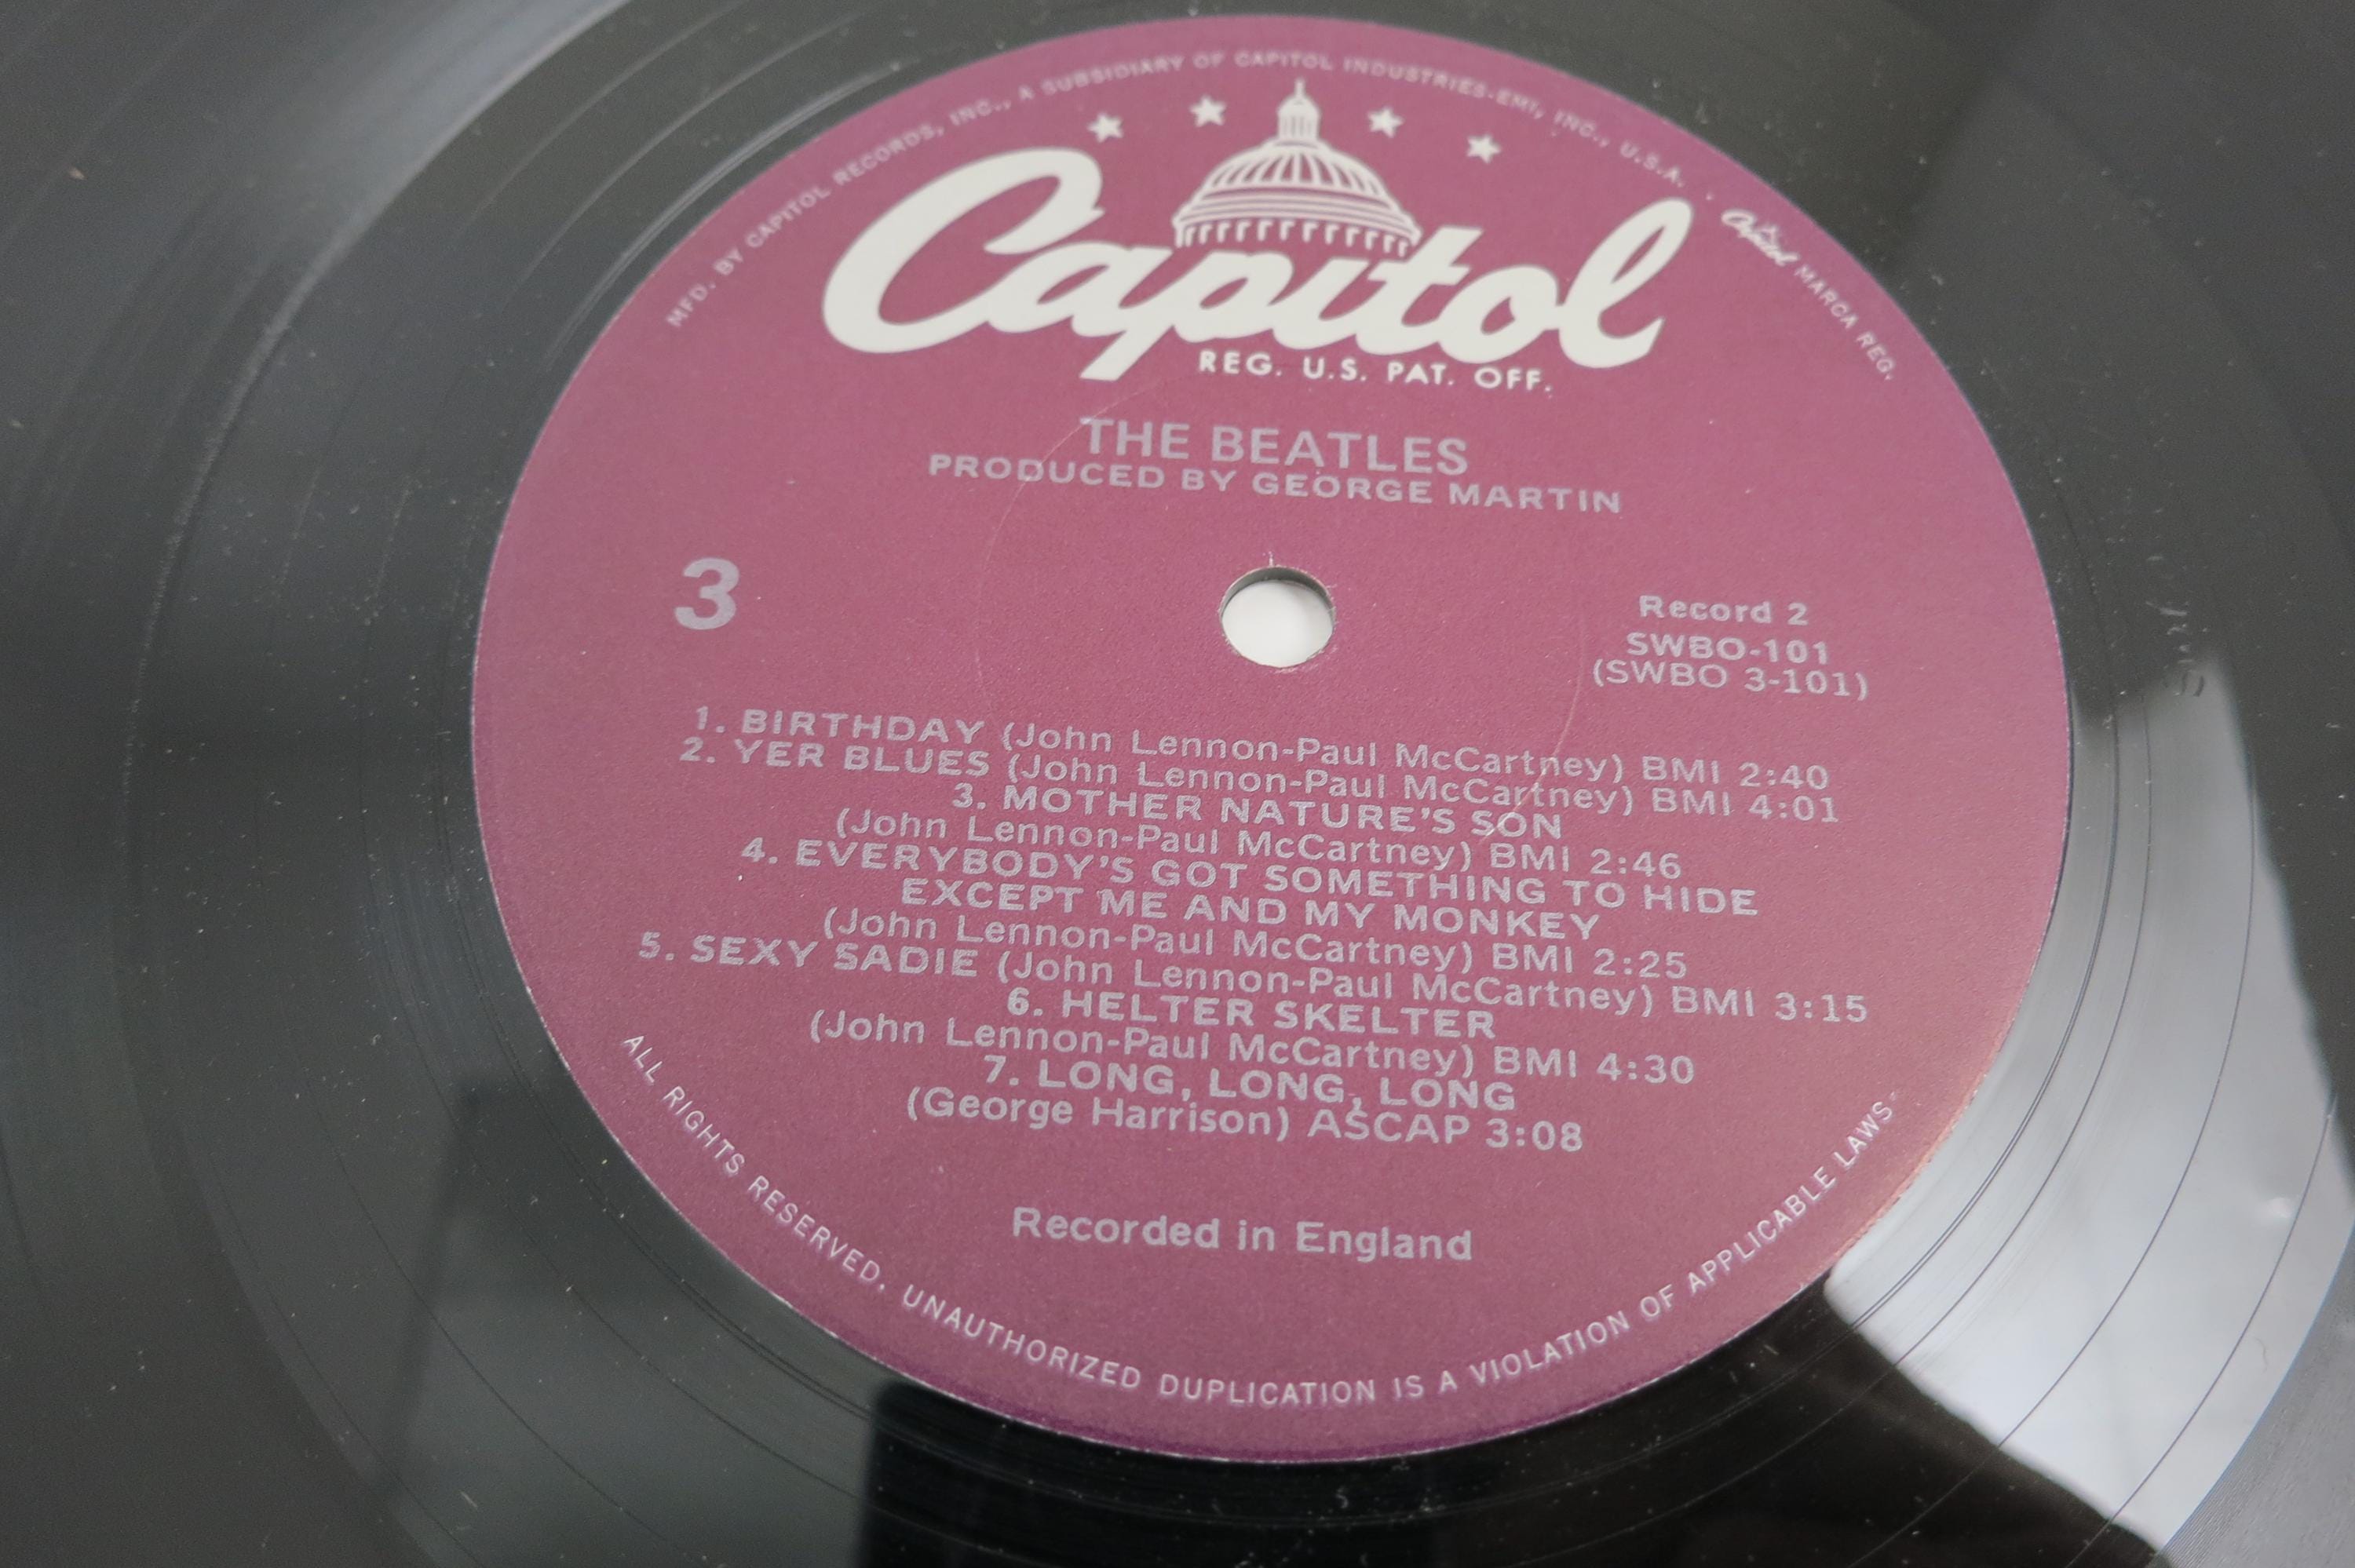 MFD. BY CAPITOL RECORDS, INC., A SUBSIDIARY OF CAPITOL INDUSTRIES-EMI, INC., U.S.A. · Capitol MARCA REG.
Capitol
REG. U.S. PAT. OFF.
THE BEATLES
PRODUCED BY GEORGE MARTIN
3
Record 2
SWBO-101
(SWBO 3-101)
1. BIRTHDAY (John Lennon-Paul McCartney) BMI 2:40
2. YER BLUES (John Lennon-Paul McCartney) BMI 4:01
3. MOTHER NATURE'S SON
(John Lennon-Paul McCartney) BMI 2:46
4. EVERYBODY'S GOT SOMETHING TO HIDE
EXCEPT ME AND MY MONKEY
(John Lennon-Paul McCartney) BMI 2:25
5. SEXY SADIE (John Lennon-Paul McCartney) BMI 3:15
6. HELTER SKELTER
(John Lennon-Paul McCartney) BMI 4:30
7. LONG, LONG, LONG
(George Harrison) ASCAP 3:08
Recorded in England
ALL RIGHTS RESERVED. UNAUTHORIZED DUPLICATION IS A VIOLATION OF APPLICABLE LAWS.